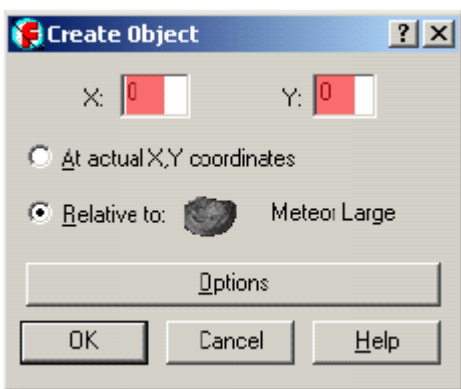 Create Object ? X
X: 0 Y: 0
At actual X,Y coordinates
Relative to: Meteor Large
Options
OK Cancel Help